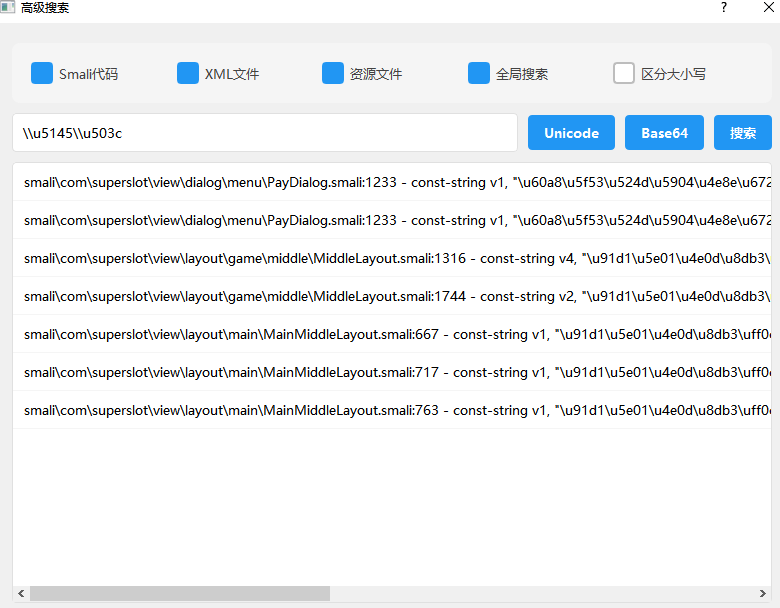 高级搜索
?
Smali代码 XML文件 资源文件 全局搜索 区分大小写
\\u5145\\u503c Unicode Base64 搜索
smali\com\superslot\view\dialog\menu\PayDialog.smali:1233 - const-string v1, "\u60a8\u5f53\u524d\u5904\u4e8e\u672
smali\com\superslot\view\dialog\menu\PayDialog.smali:1233 - const-string v1, "\u60a8\u5f53\u524d\u5904\u4e8e\u672
smali\com\superslot\view\layout\game\middle\MiddleLayout.smali:1316 - const-string v4, "\u91d1\u5e01\u4e0d\u8db3\
smali\com\superslot\view\layout\game\middle\MiddleLayout.smali:1744 - const-string v2, "\u91d1\u5e01\u4e0d\u8db3\
smali\com\superslot\view\layout\main\MainMiddleLayout.smali:667 - const-string v1, "\u91d1\u5e01\u4e0d\u8db3\uff0
smali\com\superslot\view\layout\main\MainMiddleLayout.smali:717 - const-string v1, "\u91d1\u5e01\u4e0d\u8db3\uff0
smali\com\superslot\view\layout\main\MainMiddleLayout.smali:763 - const-string v1, "\u91d1\u5e01\u4e0d\u8db3\uff0